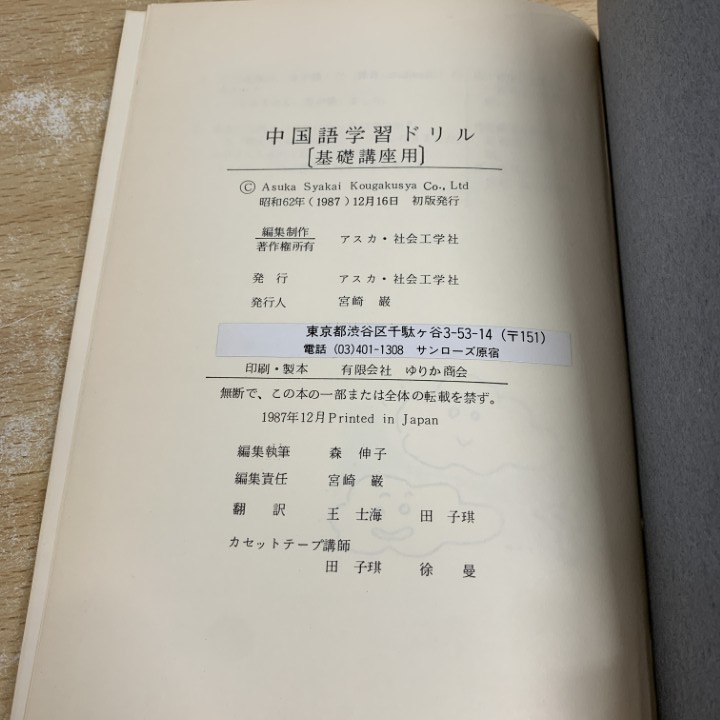 中国語学習ドリル
〔基礎講座用〕
© Asuka Syakai Kougakusya Co., Ltd
昭和62年(1987)12月16日 初版発行
編集制作
著作権所有 アスカ・社会工学社
発行 アスカ・社会工学社
発行人 宮崎 巌
東京都渋谷区千駄ヶ谷3-53-14(〒151)
電話 (03)401-1308 サンローズ原宿
印刷・製本 有限会社 ゆりか商会
無断で、この本の一部または全体の転載を禁ず。
1987年12月 Printed in Japan
編集執筆 森 伸子
編集責任 宮崎 巌
翻訳 王 士海 田 子琪
カセットテープ講師
田 子琪 徐 曼